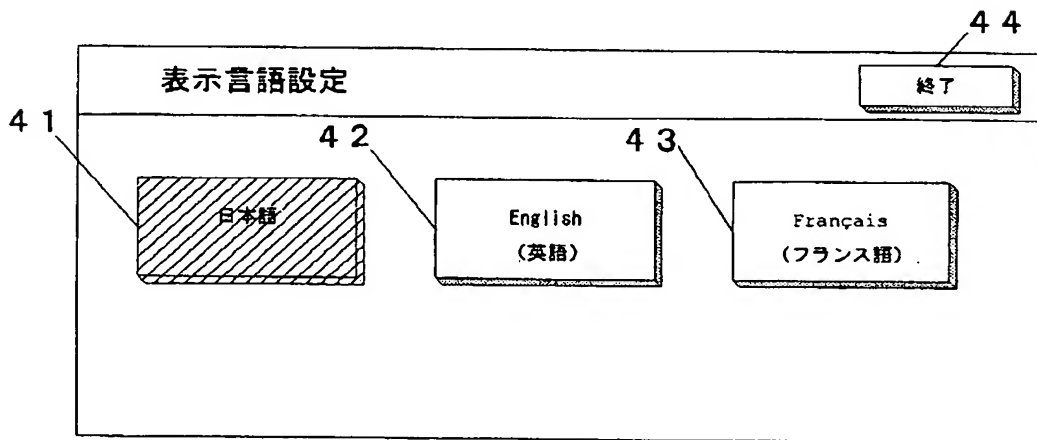 ４４
表示言語設定
終了
４１
４２
４３
日本語
English
(英語)
Français
(フランス語)